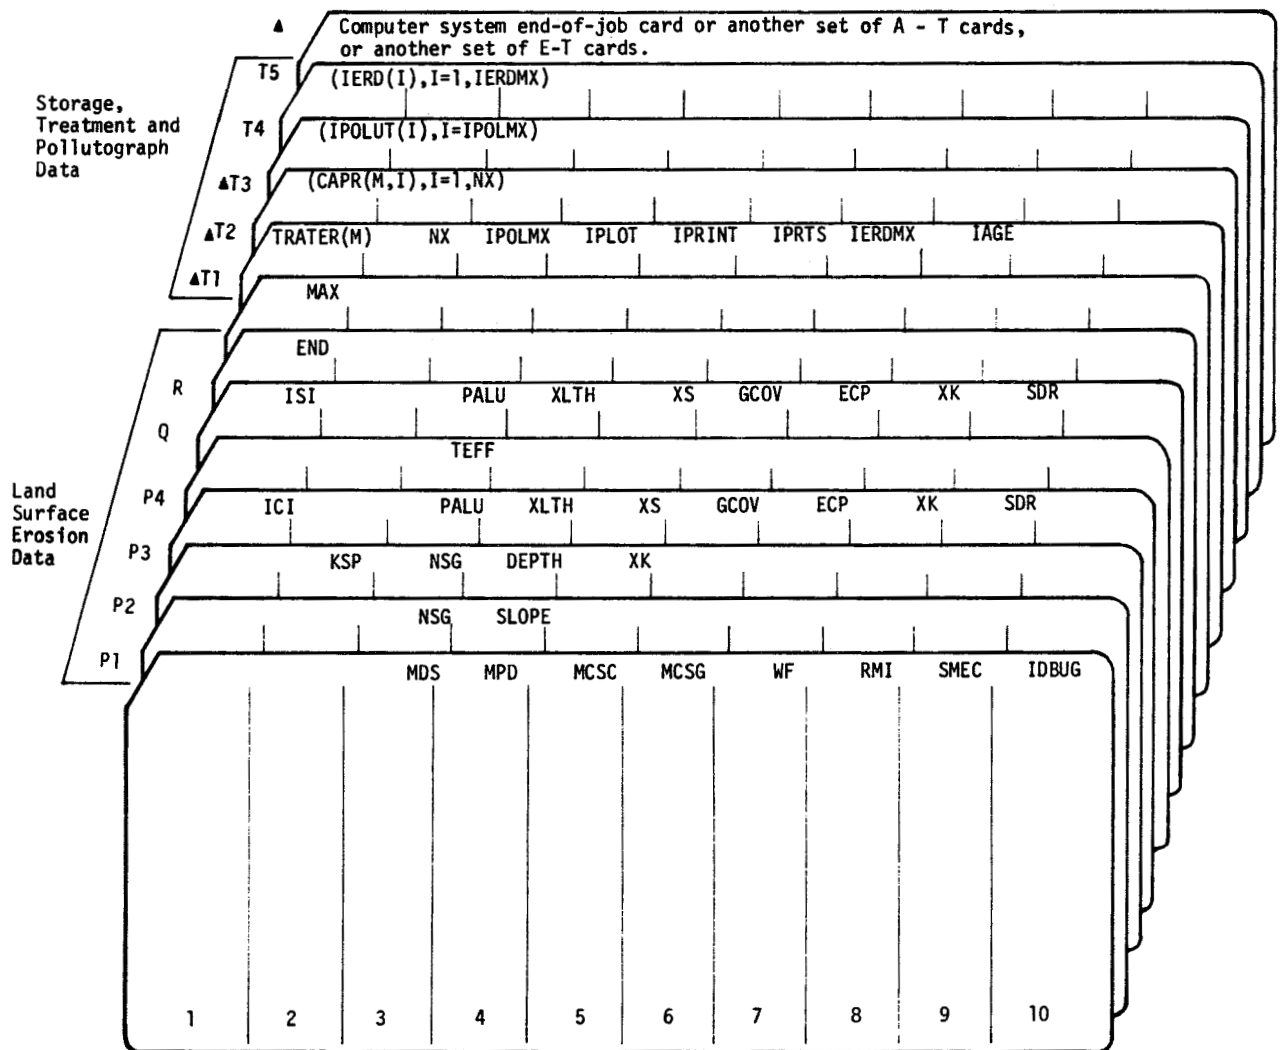 ▲ Computer system end-of-job card or another set of A - T cards,
or another set of E-T cards.
T5 (IERD(I),I=1,IERDMX)
Storage,
Treatment and
Pollutograph
Data
T4 (IPOLUT(I),I=IPOLMX)
▲T3 (CAPR(M,I),I=1,NX)
▲T2 TRATER(M) NX IPOLMX IPLOT IPRINT IPRTS IERDMX IAGE
▲T1 MAX
END
R ISI PALU XLTH XS GCOV ECP XK SDR
Q TEFF
P4 ICI PALU XLTH XS GCOV ECP XK SDR
Land
Surface
Erosion
Data
P3 KSP NSG DEPTH XK
P2 NSG SLOPE
P1 MDS MPD MCSC MCSG WF RMI SMEC IDBUG
1 2 3 4 5 6 7 8 9 10